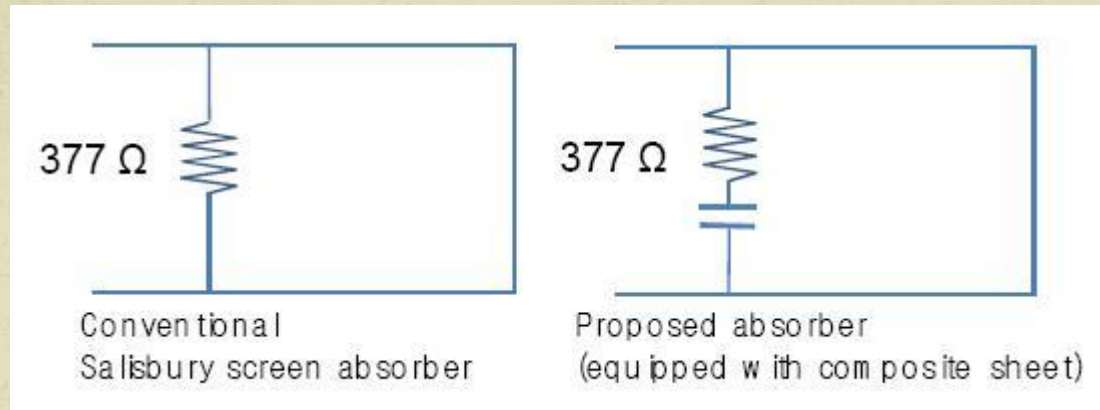 377 Ω
377 Ω
Conventional
Salisbury screen absorber
Proposed absorber
(equipped with composite sheet)